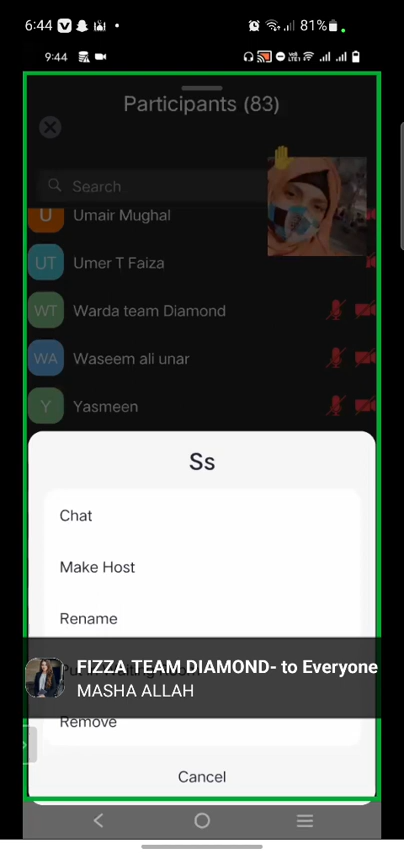 6:44
81%
9:44
Participants (83)
Search
U Umair Mughal
UT Umer T Faiza
WT Warda team Diamond
WA Waseem ali unar
Y Yasmeen
Ss
Chat
Make Host
Rename
FIZZA TEAM DIAMOND- to Everyone
MASHA ALLAH
Remove
Cancel